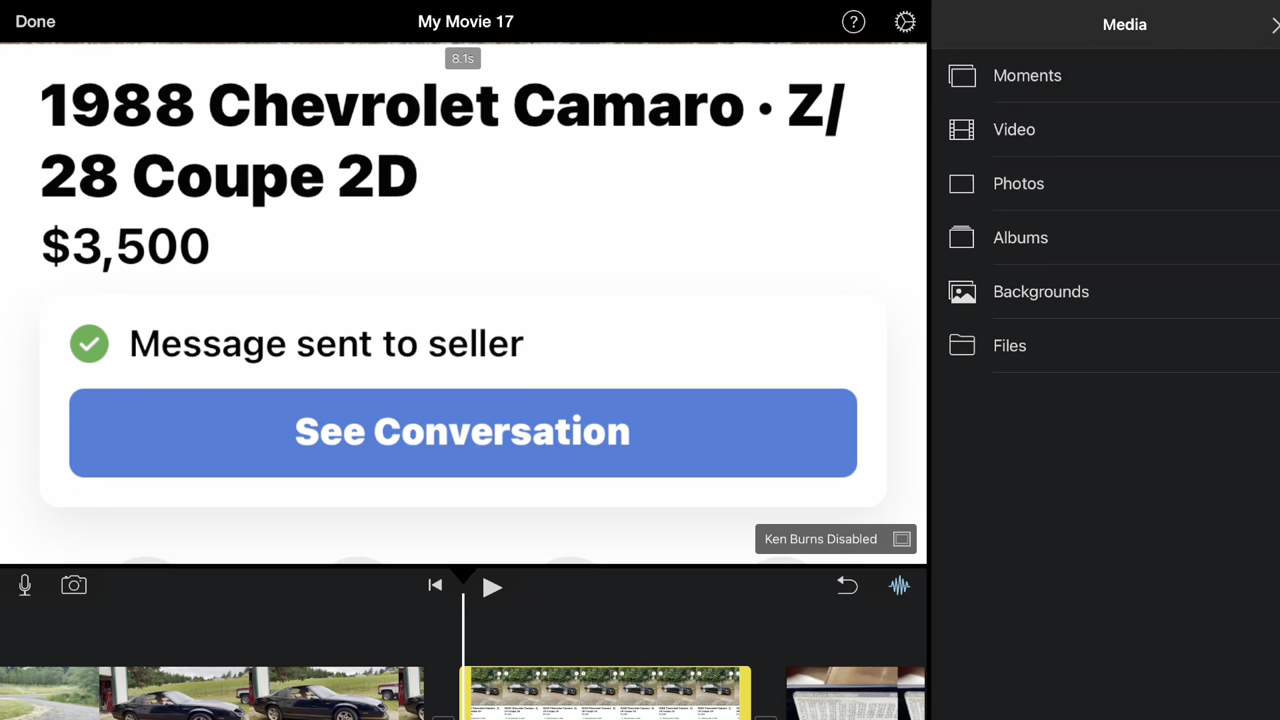 Done
My Movie 17
?
Media
8.1s
1988 Chevrolet Camaro · Z/
28 Coupe 2D
$3,500
Message sent to seller
See Conversation
Ken Burns Disabled
Moments
Video
Photos
Albums
Backgrounds
Files